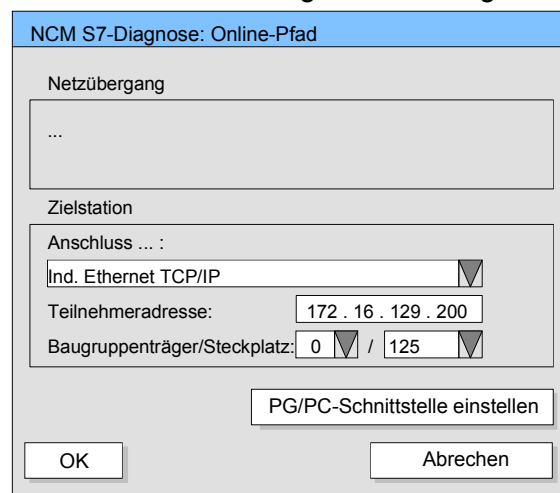 NCM S7-Diagnose: Online-Pfad
Netzübergang
...
Zielstation
Anschluss ... :
Ind. Ethernet TCP/IP
Teilnehmeradresse: 172 . 16 . 129 . 200
Baugruppenträger/Steckplatz: 0 / 125
PG/PC-Schnittstelle einstellen
OK Abrechen